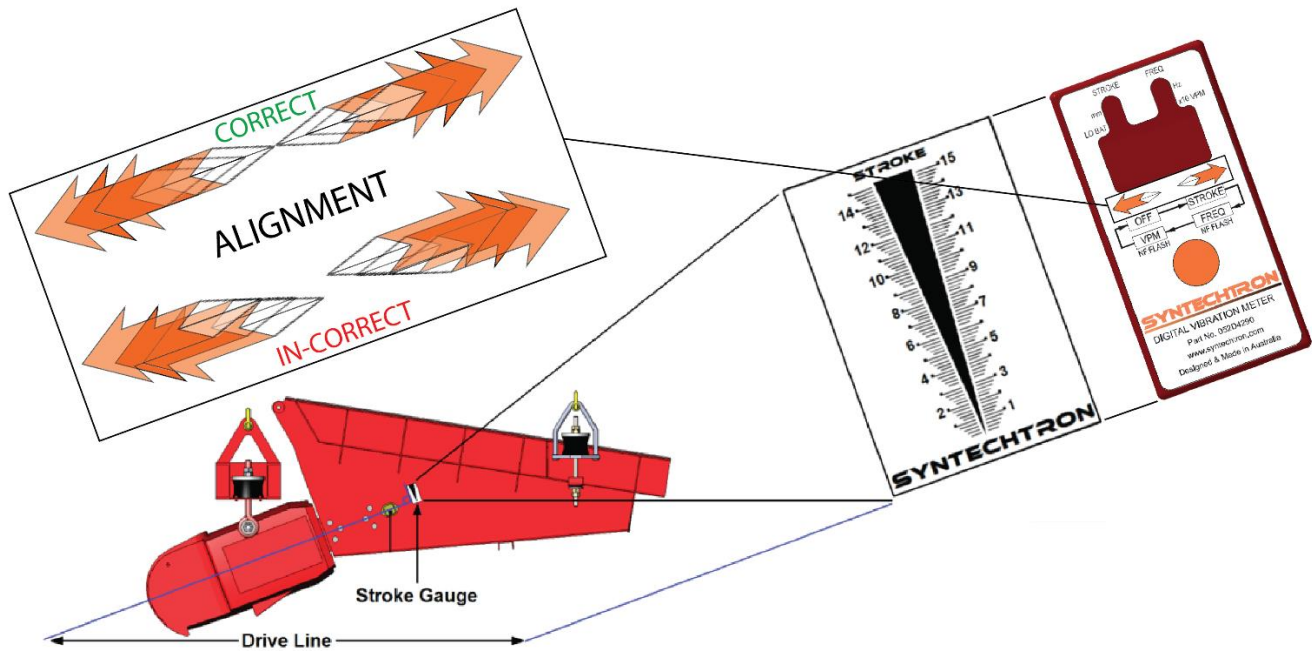 CORRECT
ALIGNMENT
IN-CORRECT
Stroke Gauge
Drive Line
STROKE
15
14
13
12
11
10
9
8
7
6
5
4
3
2
1
SYNTECHTRON
STROKE
FREQ
mm
Hz
LO BAT
x10 VPM
OFF
STROKE
VPM
FREQ
NF FLASH
NF FLASH
SYNTECHTRON
DIGITAL VIBRATION METER
Part No. 052D4290
www.syntechtron.com
Designed & Made in Australia